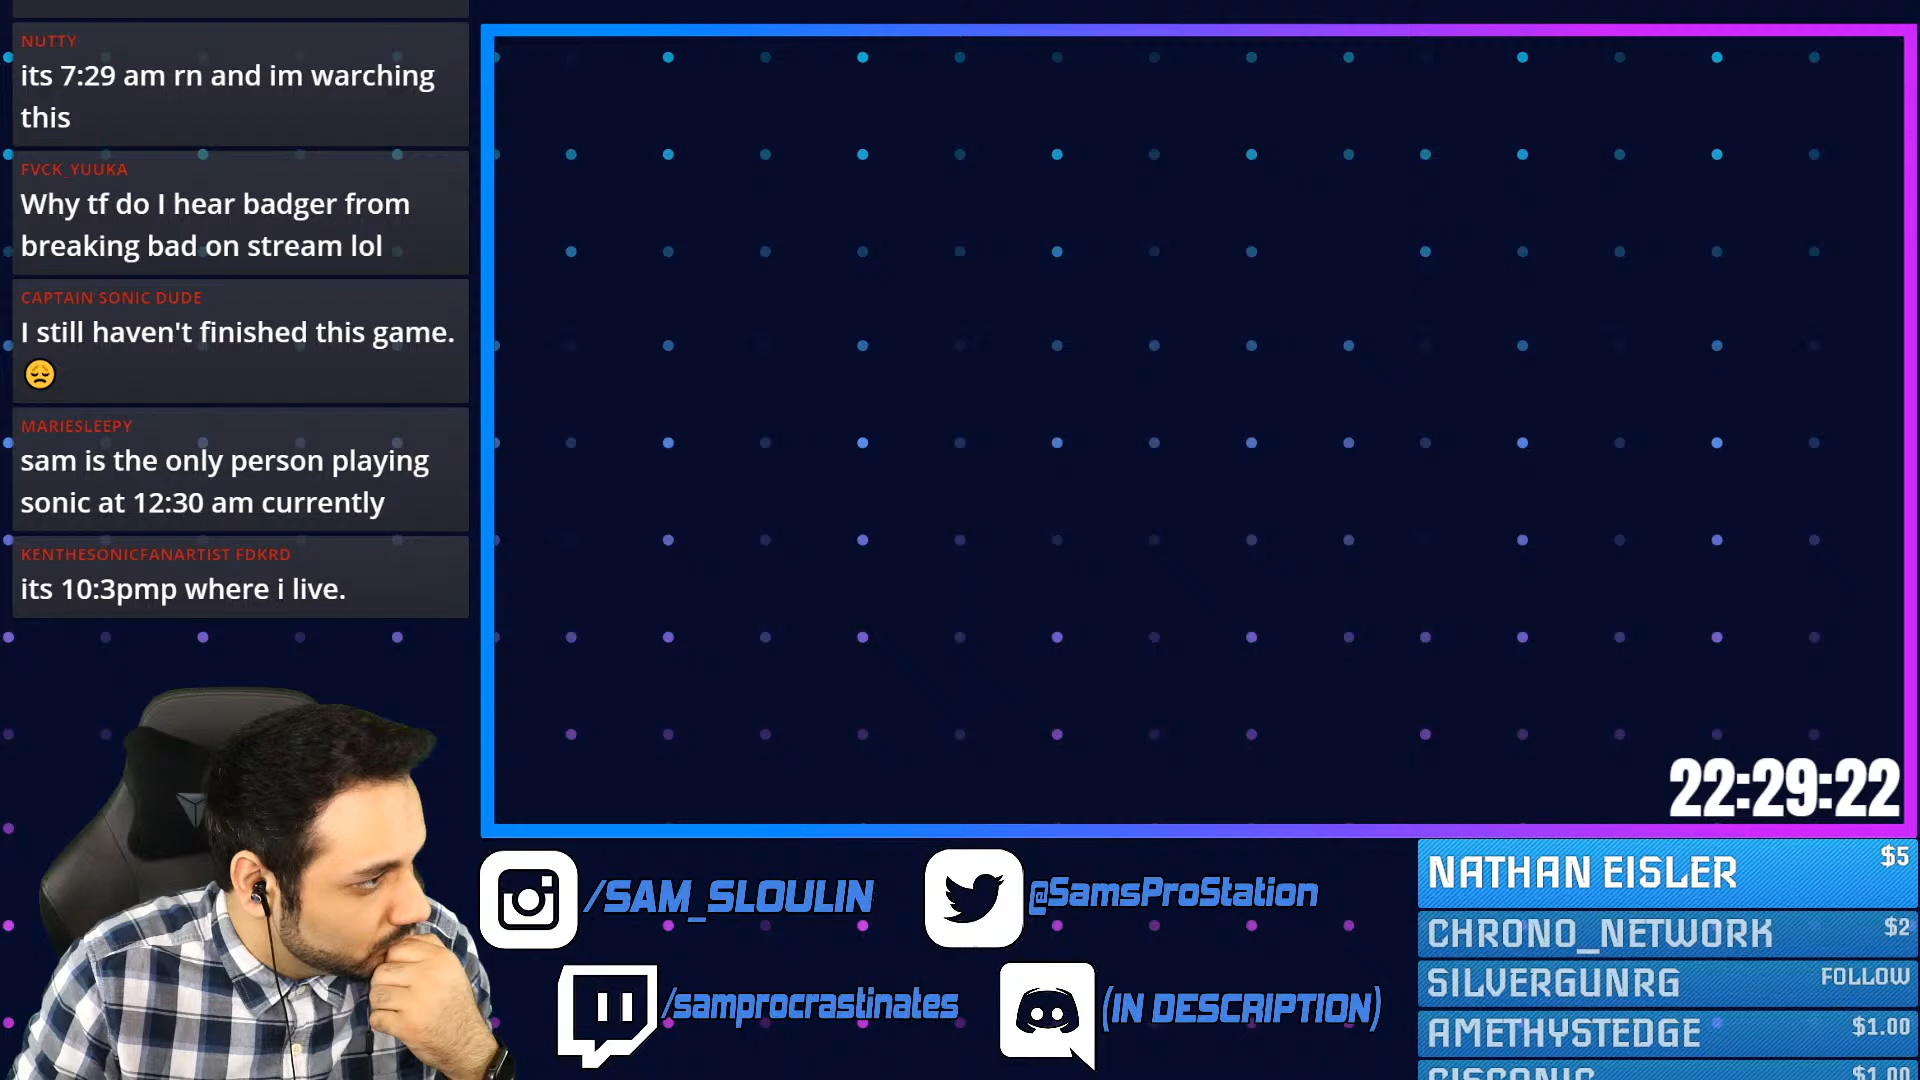 NUTTY
its 7:29 am rn and im warching
this
FVCK_YUUKA
Why tf do I hear badger from
breaking bad on stream lol
CAPTAIN SONIC DUDE
I still haven't finished this game.
😞
MARIESLEEPY
sam is the only person playing
sonic at 12:30 am currently
KENTHESONICFANARTIST FDKRD
its 10:3pmp where i live.
22:29:22
/SAM_SLOULIN
@SamsProStation
/samprocrastinates
(IN DESCRIPTION)
NATHAN EISLER $5
CHRONO_NETWORK $2
SILVERGUNRG FOLLOW
AMETHYSTEDGE $1.00
$1.00